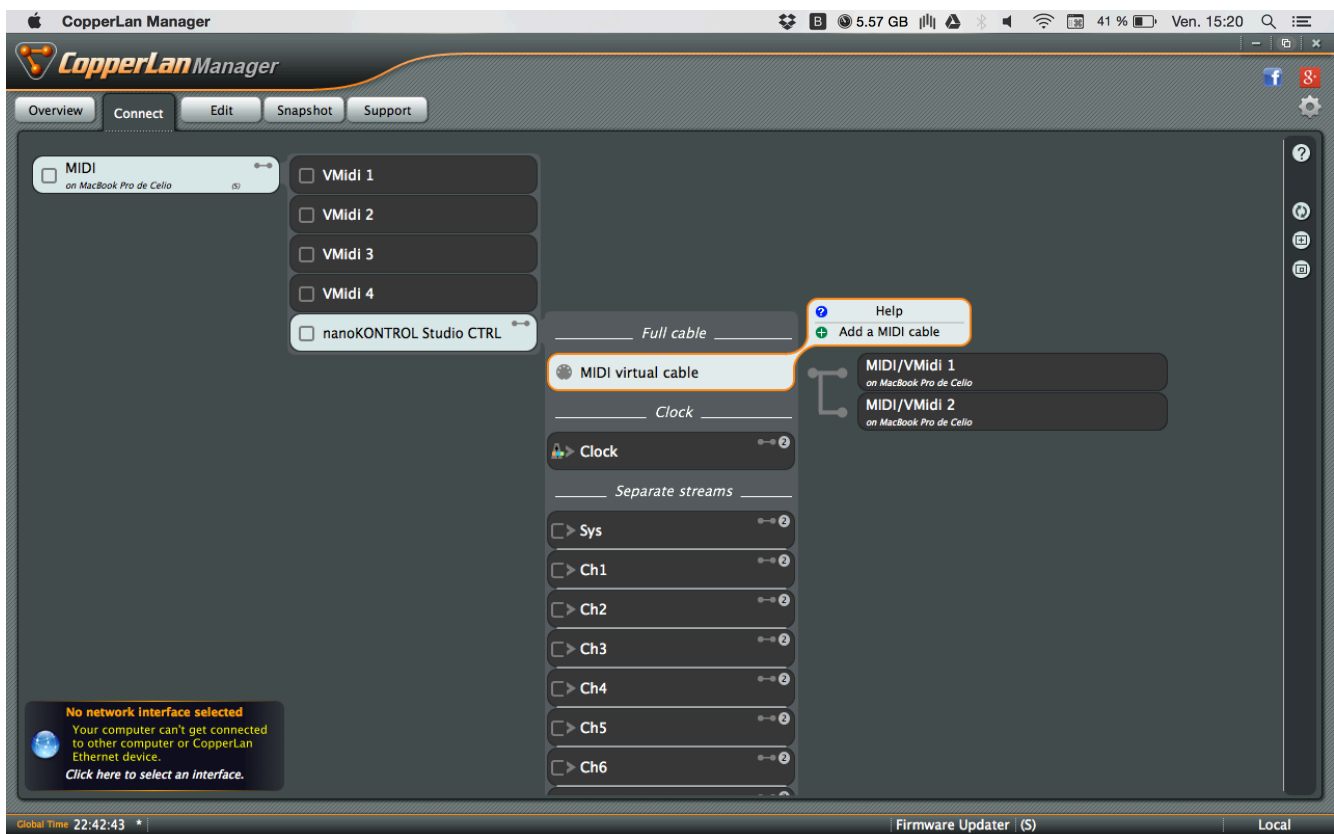 CopperLan Manager
B 5.57 GB 41 % Ven. 15:20
CopperLan Manager
f 8+
Overview Connect Edit Snapshot Support
MIDI
on MacBook Pro de Celio
VMidi 1
VMidi 2
VMidi 3
VMidi 4
nanoKONTROL Studio CTRL
Full cable
MIDI virtual cable
Clock
Clock 2
Separate streams
Sys 2
Ch1 2
Ch2 2
Ch3 2
Ch4 2
Ch5 2
Ch6 2
? Help
Add a MIDI cable
MIDI/VMidi 1
on MacBook Pro de Celio
MIDI/VMidi 2
on MacBook Pro de Celio
?
No network interface selected
Your computer can't get connected
to other computer or CopperLan
Ethernet device.
Click here to select an interface.
Global Time 22:42:43 * Firmware Updater (S) Local